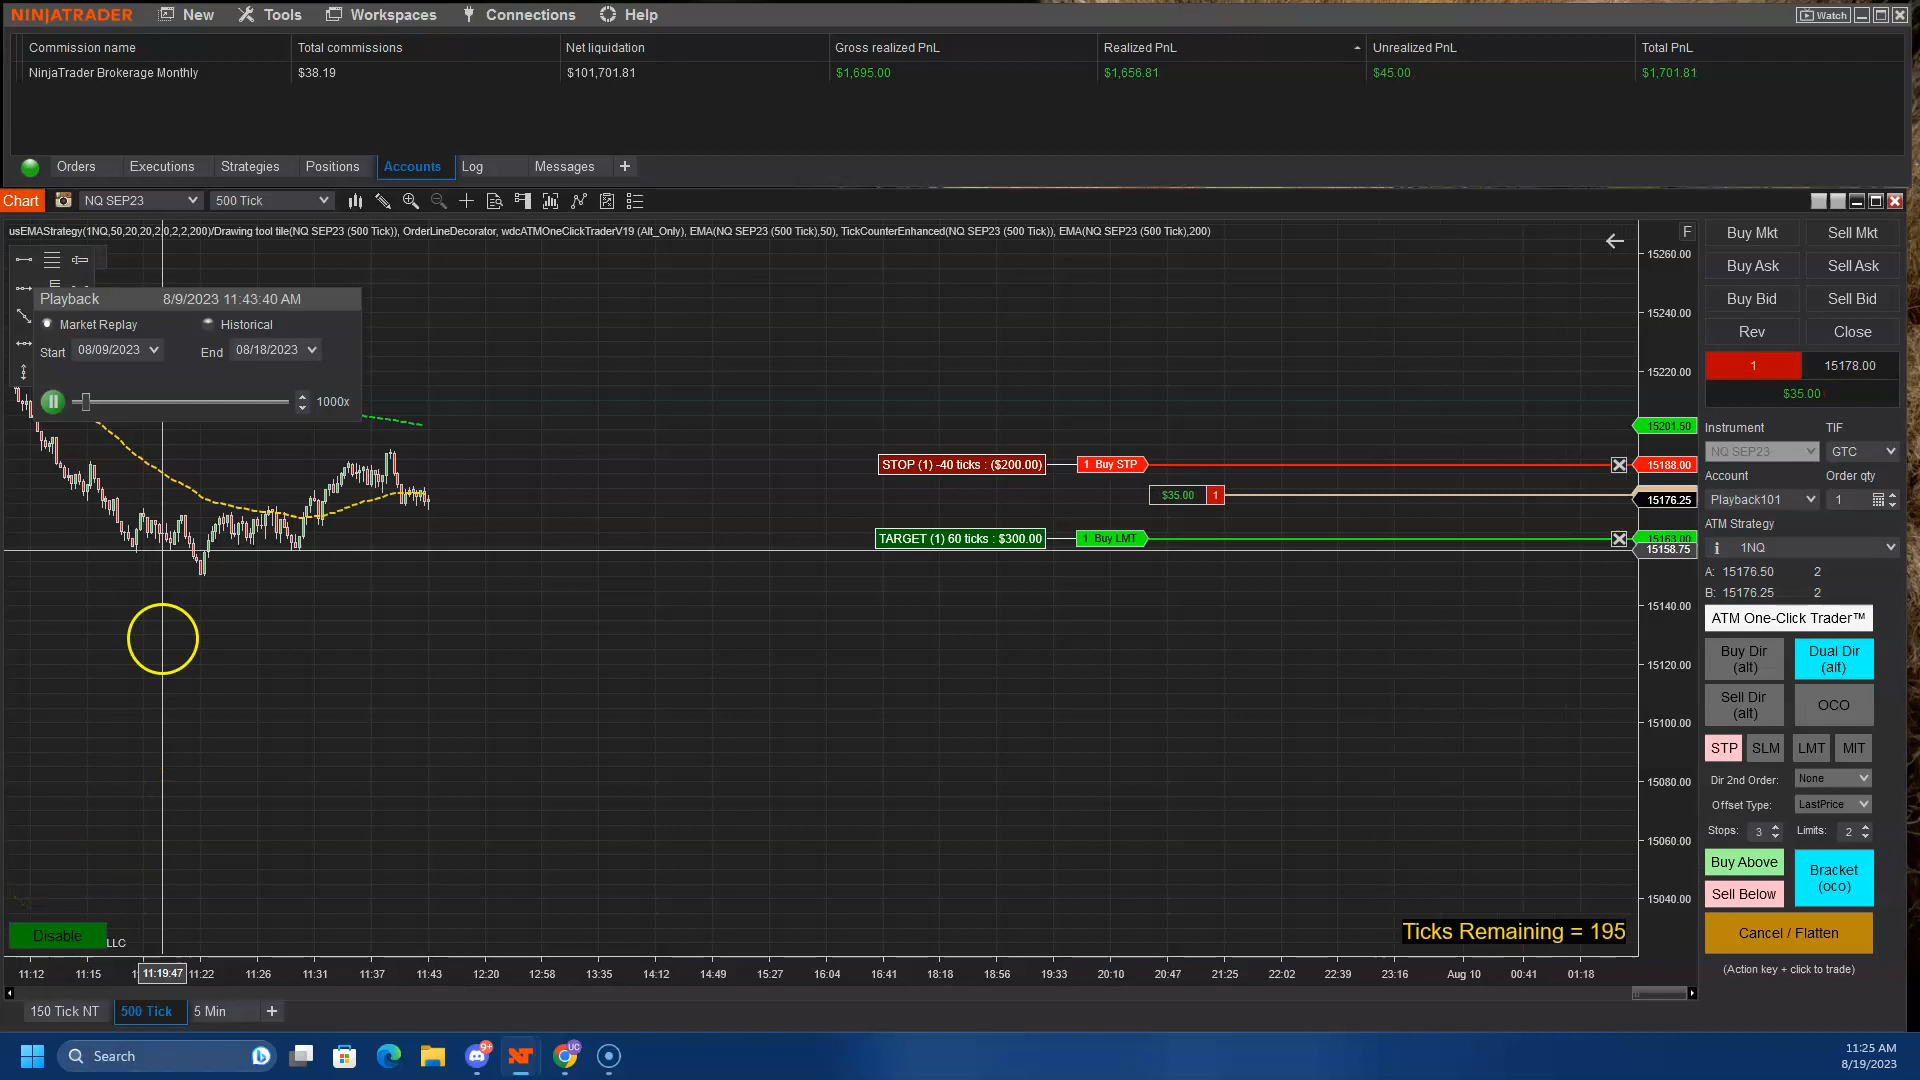 NINJATRADER New Tools Workspaces Connections Help Watch
Commission name Total commissions Net liquidation Gross realized PnL Realized PnL Unrealized PnL Total PnL
NinjaTrader Brokerage Monthly $38.19 $101,701.81 $1,695.00 $1,656.81 $45.00 $1,701.81
Orders Executions Strategies Positions Accounts Log Messages +
Chart NQ SEP23 500 Tick
usEMAStrategy(1NQ,50,20,20,2,0,2,2,200)/Drawing tool tile(NQ SEP23 (500 Tick)), OrderLineDecorator, wdcATMOneClickTraderV19 (Alt_Only), EMA(NQ SEP23 (500 Tick),50), TickCounterEnhanced(NQ SEP23 (500 Tick)), EMA(NQ SEP23 (500 Tick),200)
F
Playback 8/9/2023 11:43:40 AM
Market Replay Historical
Start 08/09/2023 End 08/18/2023
1000x
STOP (1) -40 ticks : ($200.00) 1 Buy STP
$35.00 1
TARGET (1) 60 ticks : $300.00 1 Buy LMT
15260.00
15240.00
15220.00
15201.50
15188.00
15176.25
15163.00
15158.75
15140.00
15120.00
15100.00
15080.00
15060.00
15040.00
Disable LLC
Ticks Remaining = 195
11:12 11:15 11:19:47 11:22 11:26 11:31 11:37 11:43 12:20 12:58 13:35 14:12 14:49 15:27 16:04 16:41 18:18 18:56 19:33 20:10 20:47 21:25 22:02 22:39 23:16 Aug 10 00:41 01:18
150 Tick NT 500 Tick 5 Min +
Buy Mkt Sell Mkt
Buy Ask Sell Ask
Buy Bid Sell Bid
Rev Close
1 15178.00
$35.00
Instrument TIF
NQ SEP23 GTC
Account Order qty
Playback101 1
ATM Strategy
1NQ
A: 15176.50 2
B: 15176.25 2
ATM One-Click Trader™
Buy Dir (alt) Dual Dir (alt)
Sell Dir (alt) OCO
STP SLM LMT MIT
Dir 2nd Order: None
Offset Type: LastPrice
Stops: 3 Limits: 2
Buy Above
Sell Below
Bracket (oco)
Cancel / Flatten
(Action key + click to trade)
Search
9+
UC
11:25 AM
8/19/2023